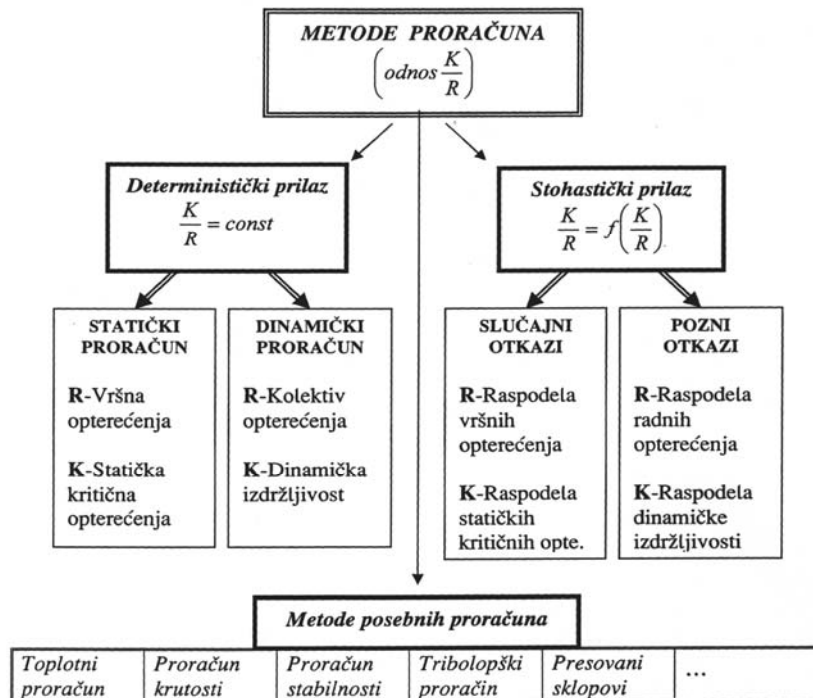 METODE PRORAČUNA
(odnos K/R)
Deterministički prilaz
K/R = const
Stohastički prilaz
K/R = f(K/R)
STATIČKI
PRORAČUN
R-Vršna
opterećenja
K-Statička
kritična
opterećenja
DINAMIČKI
PRORAČUN
R-Kolektiv
opterećenja
K-Dinamička
izdržljivost
SLUČAJNI
OTKAZI
R-Raspodela
vršnih
opterećenja
K-Raspodela
statičkih
kritičnih opte.
POZNI
OTKAZI
R-Raspodela
radnih
opterećenja
K-Raspodela
dinamičke
izdržljivosti
Metode posebnih proračuna
Toplotni
proračun
Proračun
krutosti
Proračun
stabilnosti
Tribolopški
proračin
Presovani
sklopovi
...